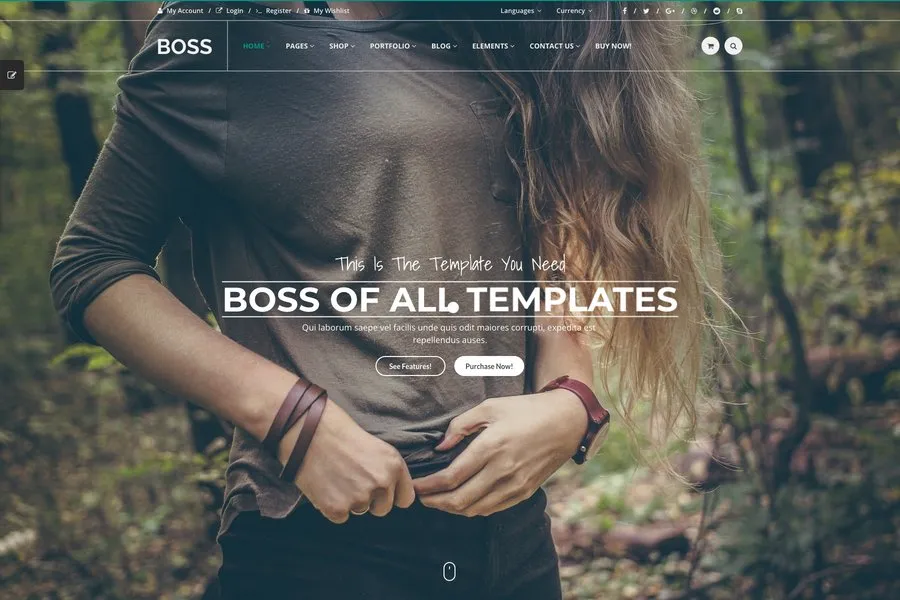 My Account / Login / Register / My Wishlist Languages Currency
BOSS HOME PAGES SHOP PORTFOLIO BLOG ELEMENTS CONTACT US BUY NOW!
This Is The Template You Need
BOSS OF ALL TEMPLATES
Qui laborum saepe vel facilis unde quis odit maiores corrupti, expedita est
repellendus auses.
See Features! Purchase Now!